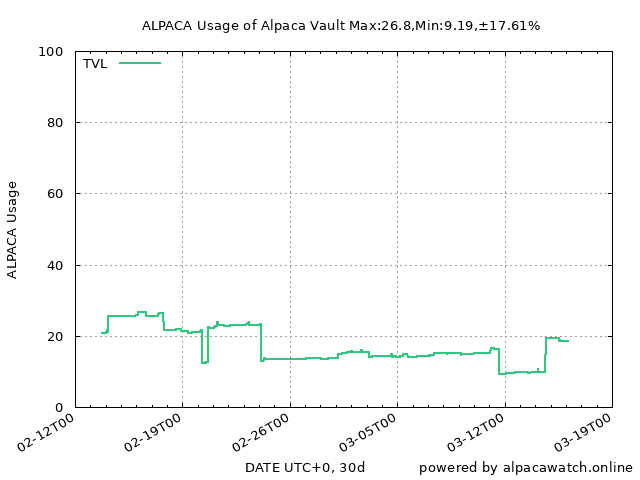 ALPACA Usage of Alpaca Vault Max:26.8,Min:9.19,±17.61%
100
TVL
80
60
40
20
0
ALPACA Usage
02-12T00
02-19T00
02-26T00
03-05T00
03-12T00
03-19T00
DATE UTC+0, 30d
powered by alpacawatch.online